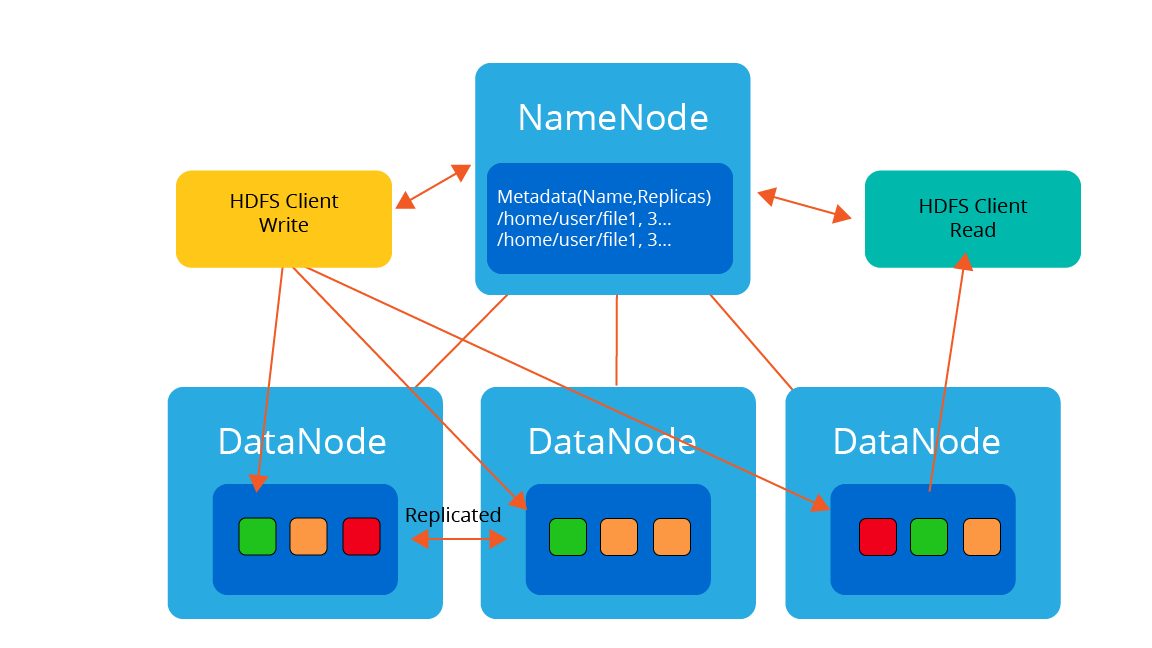 NameNode
Metadata(Name,Replicas)
/home/user/file1, 3...
/home/user/file1, 3...
HDFS Client
Write
HDFS Client
Read
DataNode
DataNode
DataNode
Replicated